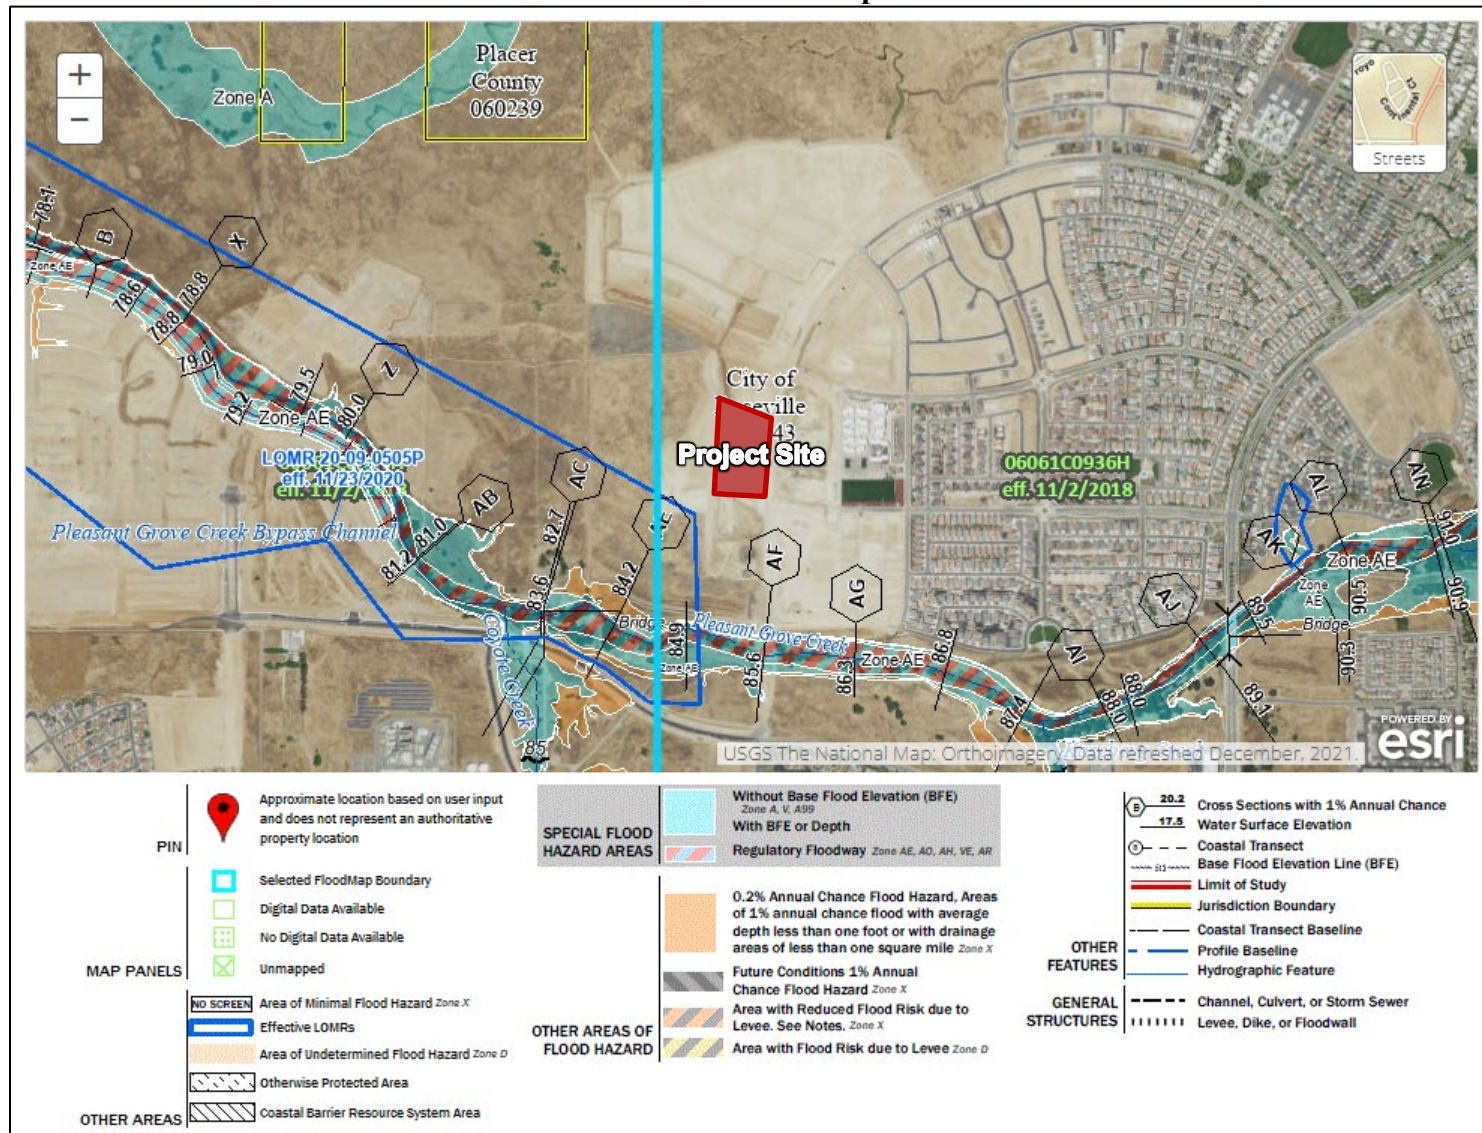 +
−
Zone A
Placer
County
060239
Streets
78.1
B
X
Zone AE
78.6
78.8
78.8
79.0
79.2
79.5
Zone AE
80.0
Z
City of
Project Site
LOMR 20-09-0505P
eff. 11/23/2020
06061C0936H
eff. 11/2/2018
Pleasant Grove Creek Bypass Channel
81.2
81.0
AB
AC
82.7
83.6
84.2
AE
Bridge
84.9
Zone AE
Pleasant Grove Creek
AF
85.6
AG
86.3
Zone AE
86.8
87.4
AI
88.0
88.0
AJ
89.1
89.5
AK
AL
Zone
AE
Bridge
Zone AE
90.5
90.3
AN
91.0
90.9
Creek
85
USGS The National Map: Orthoimagery. Data refreshed December, 2021.
POWERED BY
esri
PIN
Approximate location based on user input
and does not represent an authoritative
property location
MAP PANELS
Selected FloodMap Boundary
Digital Data Available
No Digital Data Available
Unmapped
OTHER AREAS
NO SCREEN Area of Minimal Flood Hazard Zone X
Effective LOMRs
Area of Undetermined Flood Hazard Zone D
Otherwise Protected Area
Coastal Barrier Resource System Area
SPECIAL FLOOD
HAZARD AREAS
Without Base Flood Elevation (BFE)
Zone A, V, A99
With BFE or Depth
Regulatory Floodway Zone AE, AO, AH, VE, AR
OTHER AREAS OF
FLOOD HAZARD
0.2% Annual Chance Flood Hazard, Areas
of 1% annual chance flood with average
depth less than one foot or with drainage
areas of less than one square mile Zone X
Future Conditions 1% Annual
Chance Flood Hazard Zone X
Area with Reduced Flood Risk due to
Levee. See Notes. Zone X
Area with Flood Risk due to Levee Zone D
OTHER
FEATURES
B 20.2 Cross Sections with 1% Annual Chance
17.5 Water Surface Elevation
8 Coastal Transect
513 Base Flood Elevation Line (BFE)
Limit of Study
Jurisdiction Boundary
Coastal Transect Baseline
Profile Baseline
Hydrographic Feature
GENERAL
STRUCTURES
Channel, Culvert, or Storm Sewer
Levee, Dike, or Floodwall